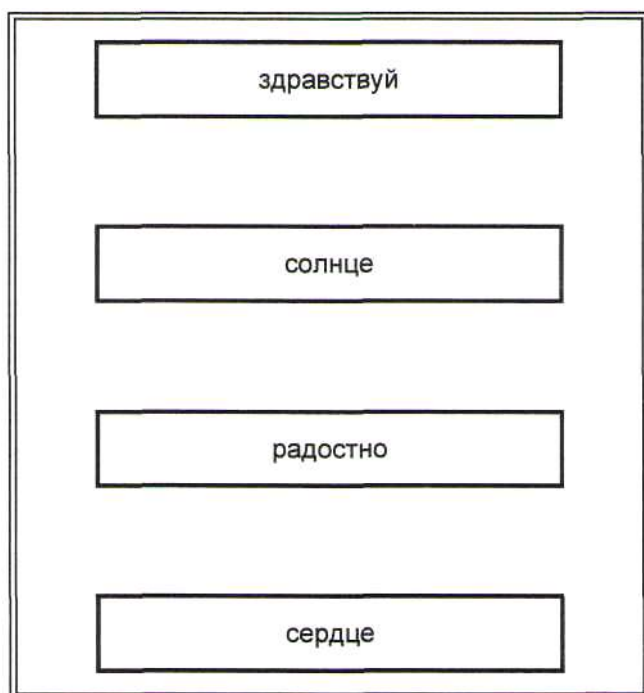 здравствуй
солнце
радостно
сердце